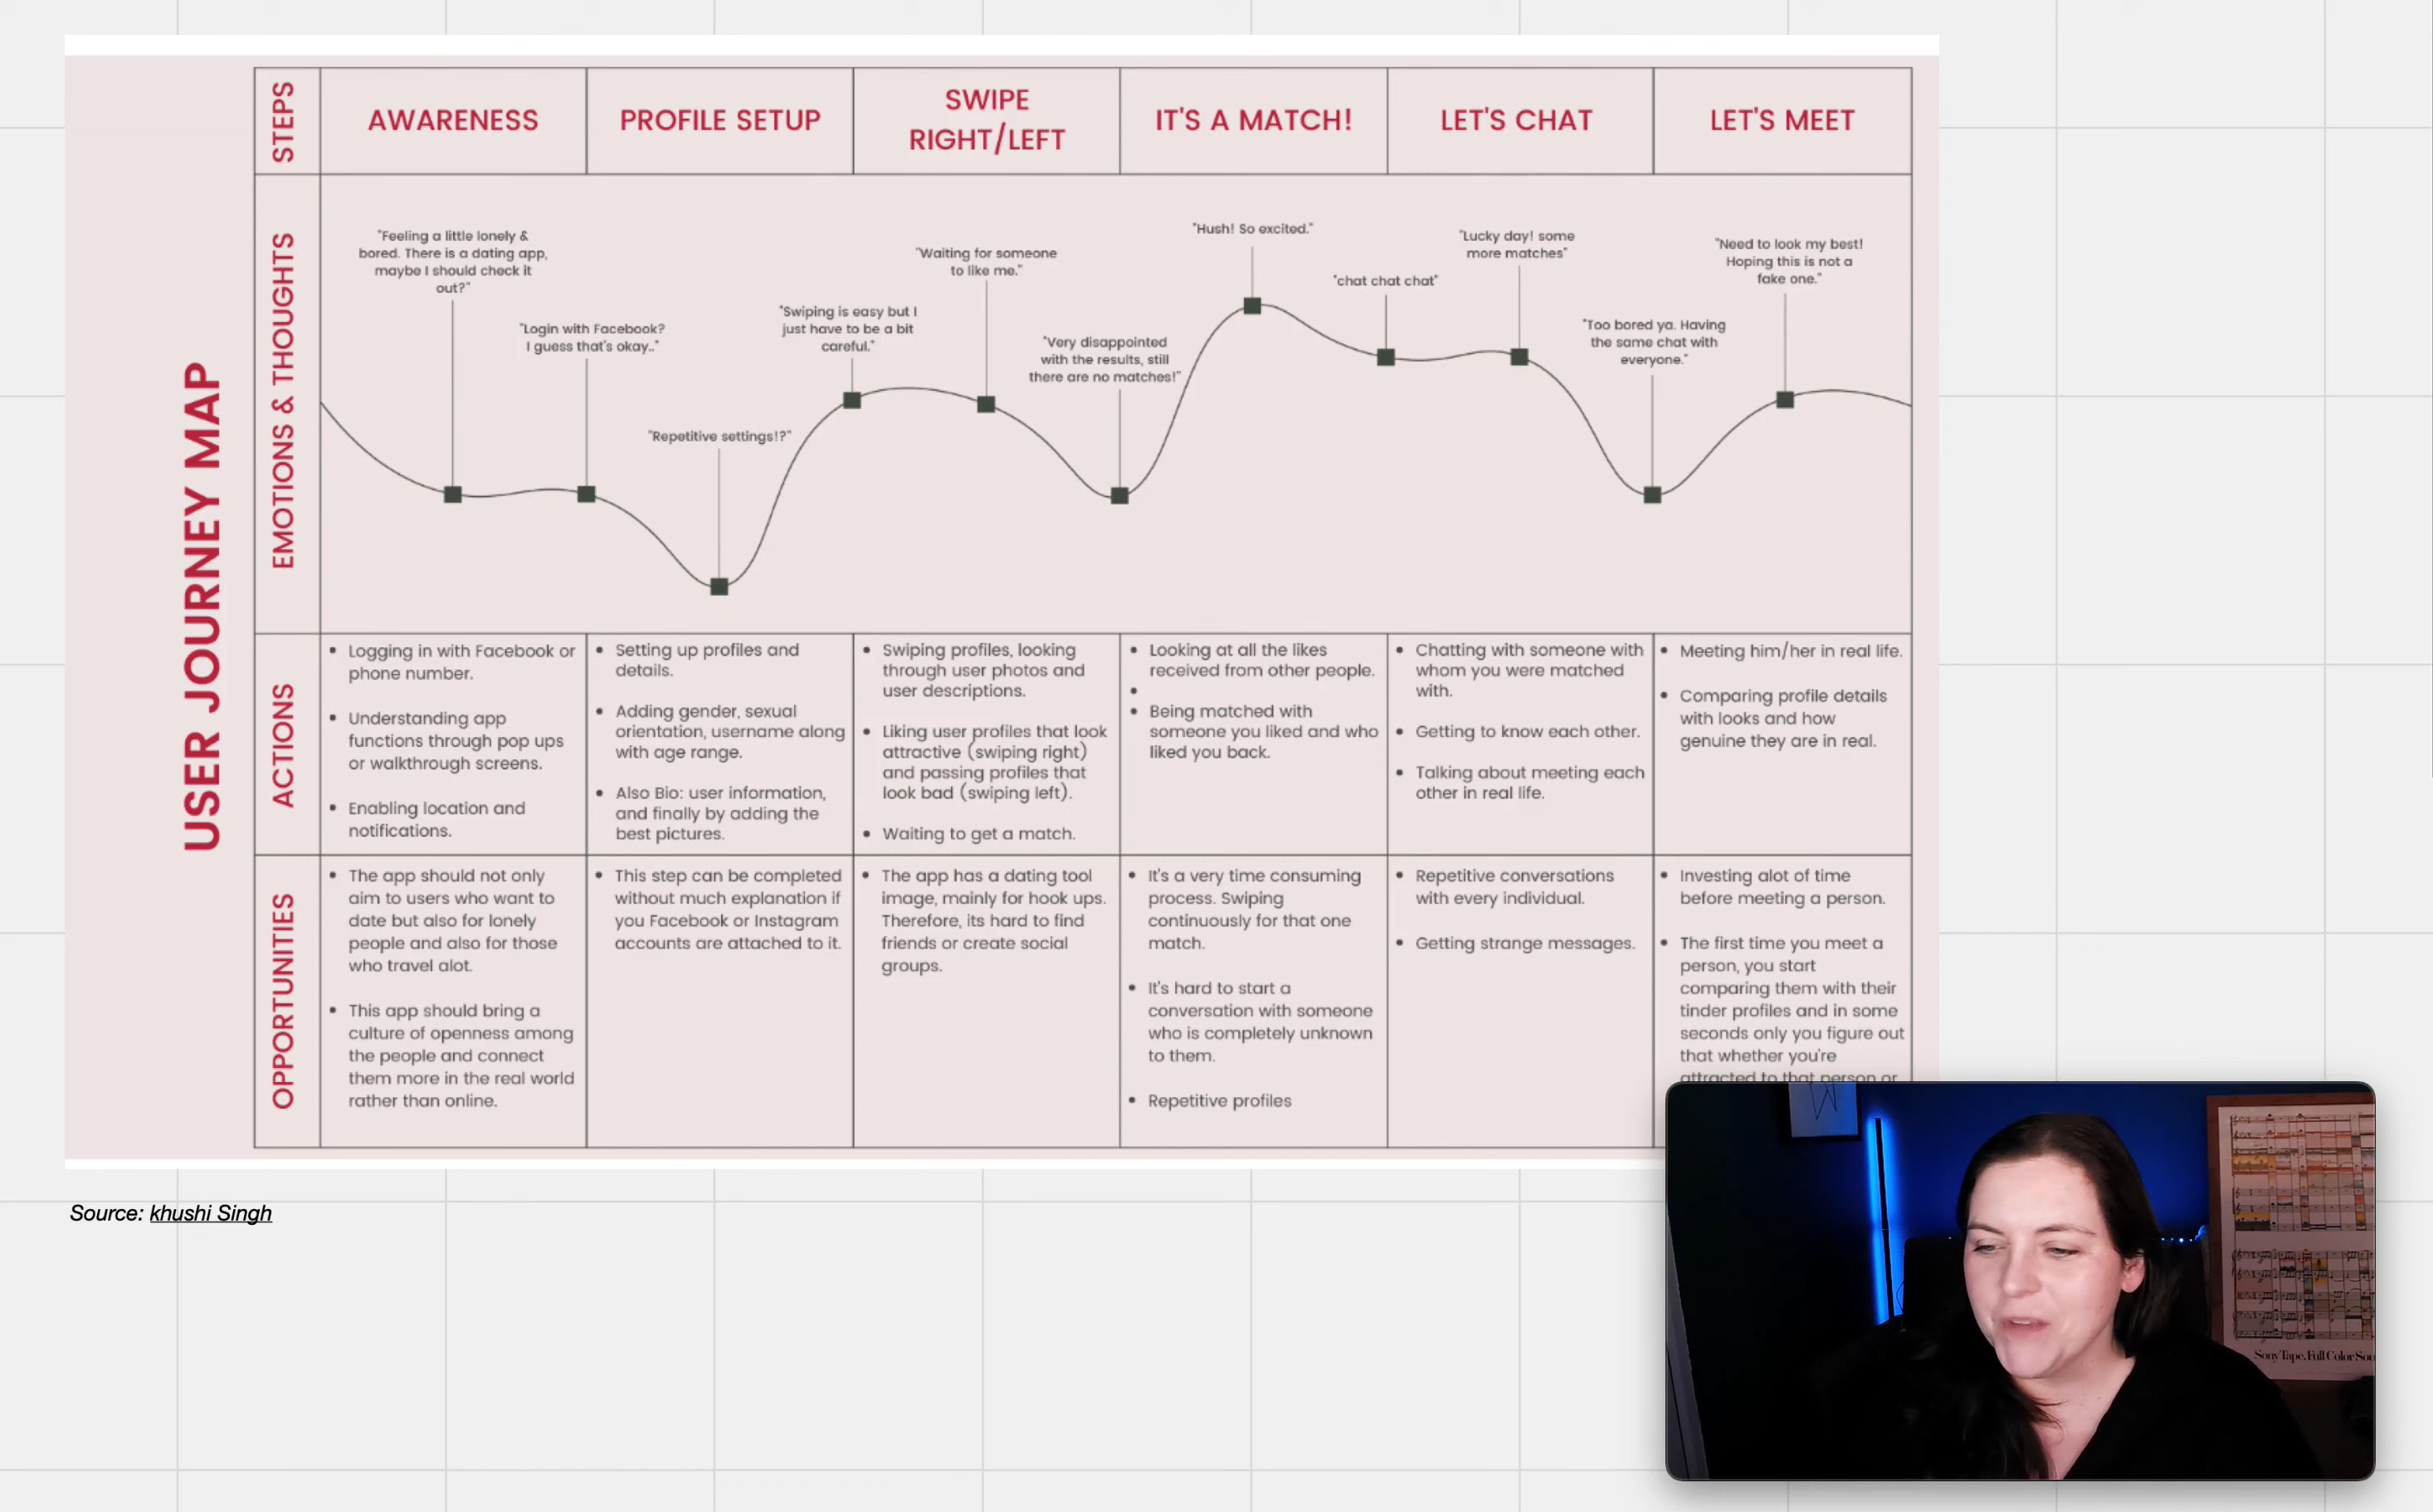 USER JOURNEY MAP
STEPS
AWARENESS
PROFILE SETUP
SWIPE
RIGHT/LEFT
IT'S A MATCH!
LET'S CHAT
LET'S MEET
EMOTIONS & THOUGHTS
"Feeling a little lonely &
bored. There is a dating app,
maybe I should check it
out?"
"Login with Facebook?
I guess that's okay.."
"Repetitive settings!?"
"Swiping is easy but I
just have to be a bit
careful."
"Waiting for someone
to like me."
"Very disappointed
with the results, still
there are no matches!"
"Hush! So excited."
"chat chat chat"
"Lucky day! some
more matches"
"Too bored ya. Having
the same chat with
everyone."
"Need to look my best!
Hoping this is not a
fake one."
ACTIONS
• Logging in with Facebook or
phone number.
• Understanding app
functions through pop ups
or walkthrough screens.
• Enabling location and
notifications.
• Setting up profiles and
details.
• Adding gender, sexual
orientation, username along
with age range.
• Also Bio: user information,
and finally by adding the
best pictures.
• Swiping profiles, looking
through user photos and
user descriptions.
• Liking user profiles that look
attractive (swiping right)
and passing profiles that
look bad (swiping left).
• Waiting to get a match.
• Looking at all the likes
received from other people.
•
• Being matched with
someone you liked and who
liked you back.
• Chatting with someone with
whom you were matched
with.
• Getting to know each other.
• Talking about meeting each
other in real life.
• Meeting him/her in real life.
• Comparing profile details
with looks and how
genuine they are in real.
OPPORTUNITIES
• The app should not only
aim to users who want to
date but also for lonely
people and also for those
who travel alot.
• This app should bring a
culture of openness among
the people and connect
them more in the real world
rather than online.
• This step can be completed
without much explanation if
you Facebook or Instagram
accounts are attached to it.
• The app has a dating tool
image, mainly for hook ups.
Therefore, its hard to find
friends or create social
groups.
• It's a very time consuming
process. Swiping
continuously for that one
match.
• It's hard to start a
conversation with someone
who is completely unknown
to them.
• Repetitive profiles
• Repetitive conversations
with every individual.
• Getting strange messages.
• Investing alot of time
before meeting a person.
• The first time you meet a
person, you start
comparing them with their
tinder profiles and in some
seconds only you figure out
that whether you're
attracted to that person or
Source: khushi Singh
Sony Tape. Full Color Sou